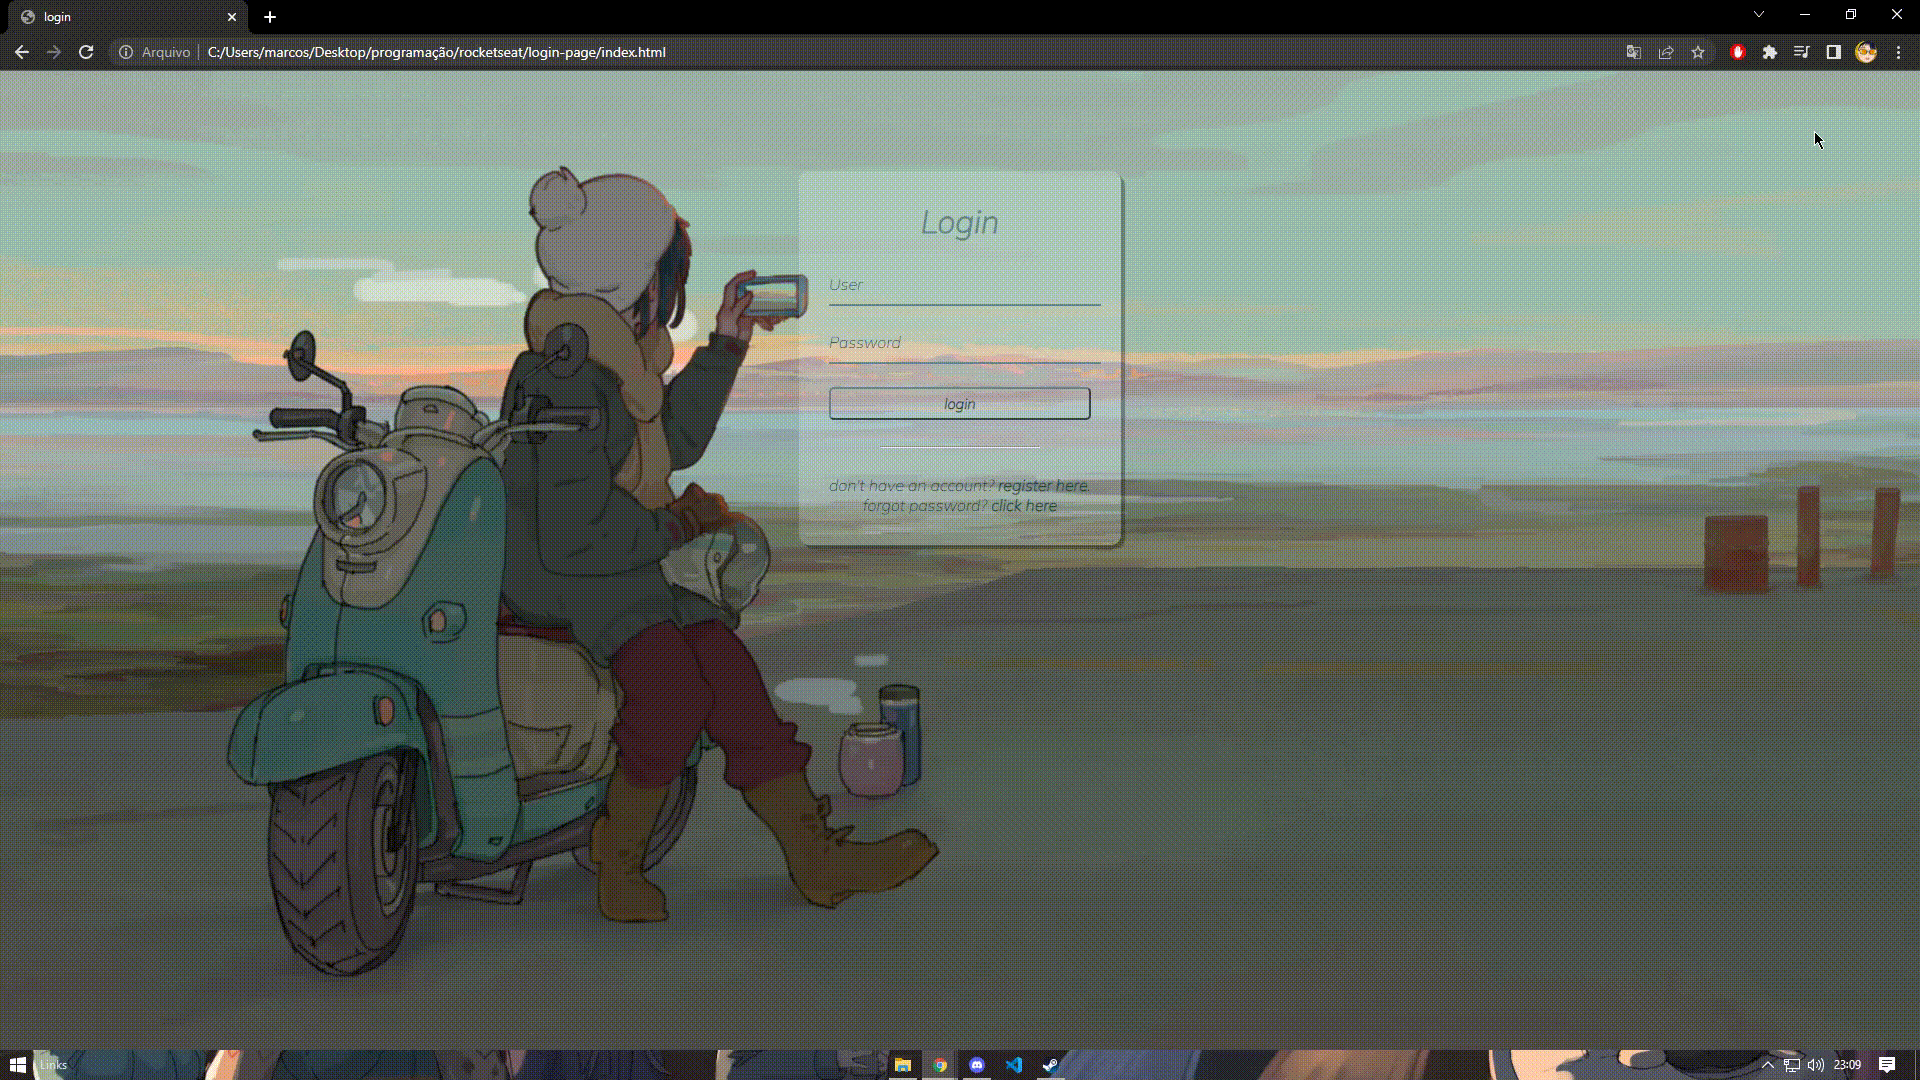 login
Arquivo C:/Users/marcos/Desktop/programação/rocketseat/login-page/index.html
Login
User
Password
login
don't have an account? register here.
forgot password? click here
Links
23:09